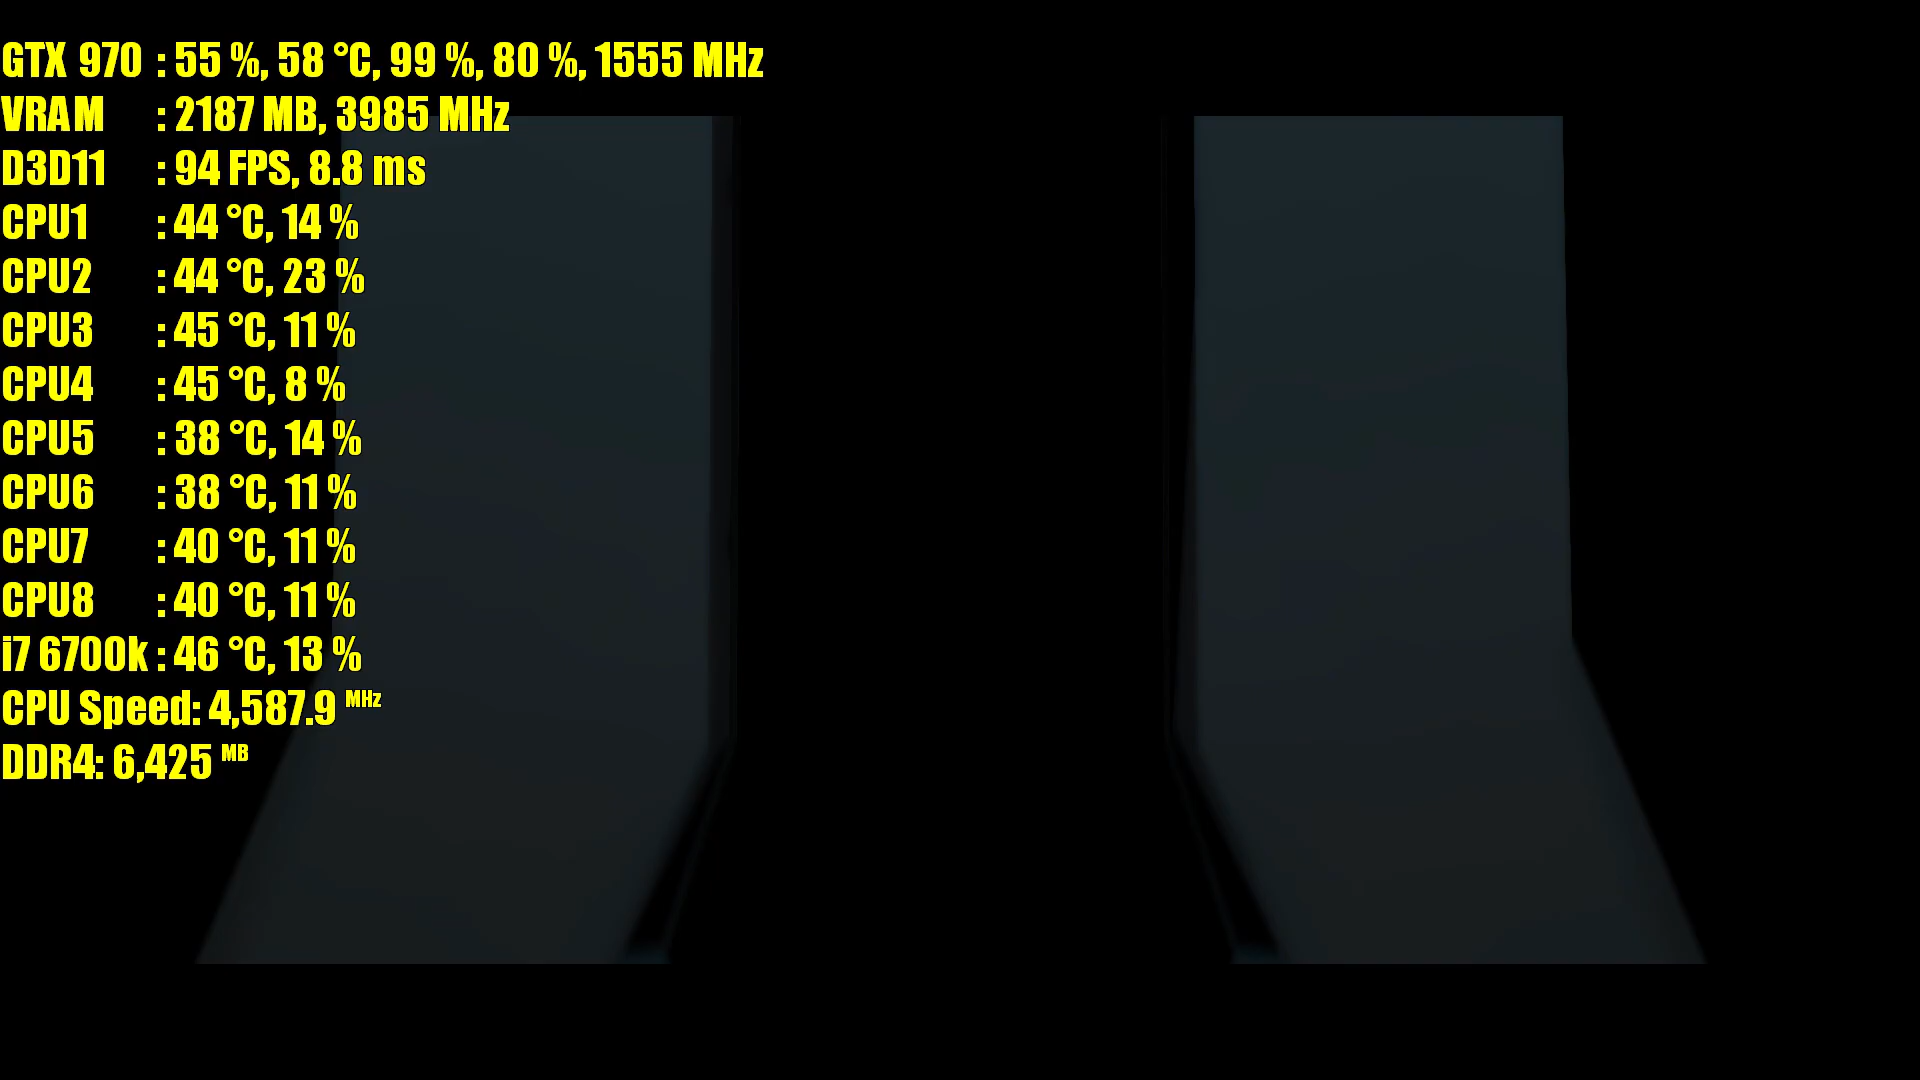 GTX 970 : 55 %, 58 °C, 99 %, 80 %, 1555 MHz
VRAM : 2187 MB, 3985 MHz
D3D11 : 94 FPS, 8.8 ms
CPU1 : 44 °C, 14 %
CPU2 : 44 °C, 23 %
CPU3 : 45 °C, 11 %
CPU4 : 45 °C, 8 %
CPU5 : 38 °C, 14 %
CPU6 : 38 °C, 11 %
CPU7 : 40 °C, 11 %
CPU8 : 40 °C, 11 %
i7 6700k : 46 °C, 13 %
CPU Speed: 4,587.9 MHz
DDR4: 6,425 MB